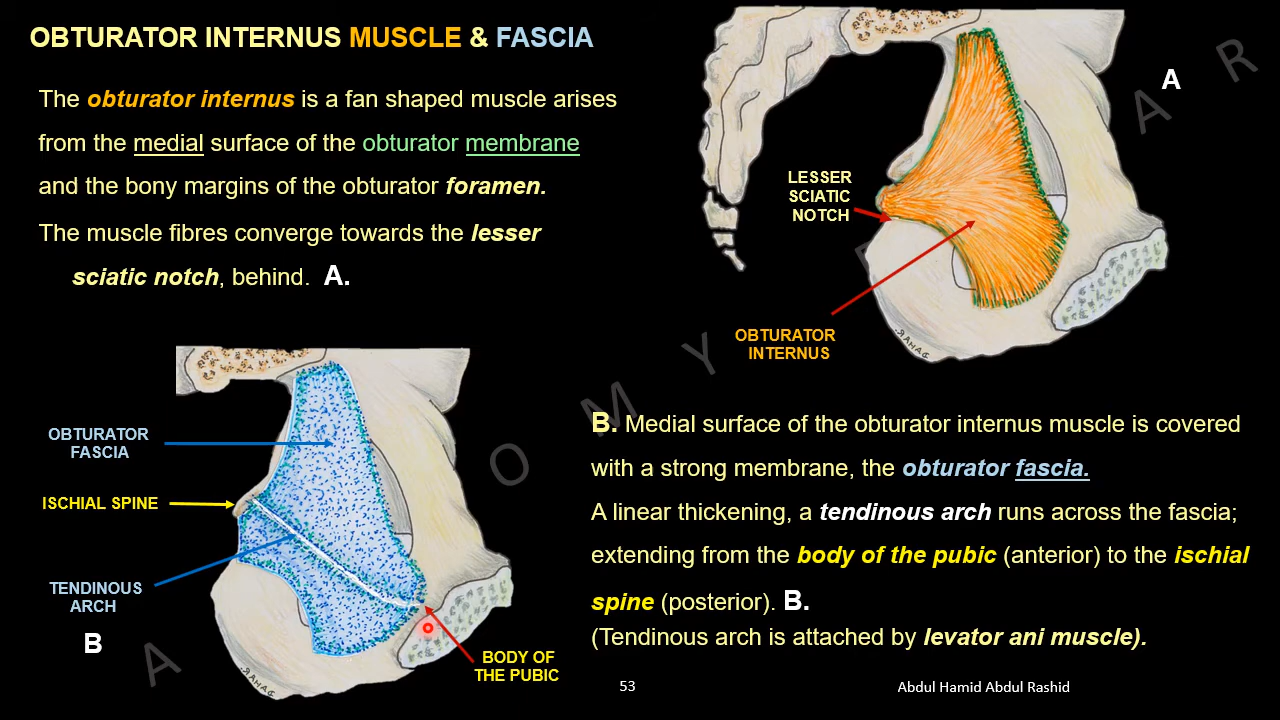 OBTURATOR INTERNUS MUSCLE & FASCIA
The obturator internus is a fan shaped muscle arises
from the medial surface of the obturator membrane
and the bony margins of the obturator foramen.
The muscle fibres converge towards the lesser
sciatic notch, behind. A.
A
LESSER
SCIATIC
NOTCH
OBTURATOR
INTERNUS
.RAHAG
OBTURATOR
FASCIA
ISCHIAL SPINE
TENDINOUS
ARCH
B
BODY OF
THE PUBIC
.RAHAG
B. Medial surface of the obturator internus muscle is covered
with a strong membrane, the obturator fascia.
A linear thickening, a tendinous arch runs across the fascia;
extending from the body of the pubic (anterior) to the ischial
spine (posterior). B.
(Tendinous arch is attached by levator ani muscle).
53
Abdul Hamid Abdul Rashid
A O M Y A R